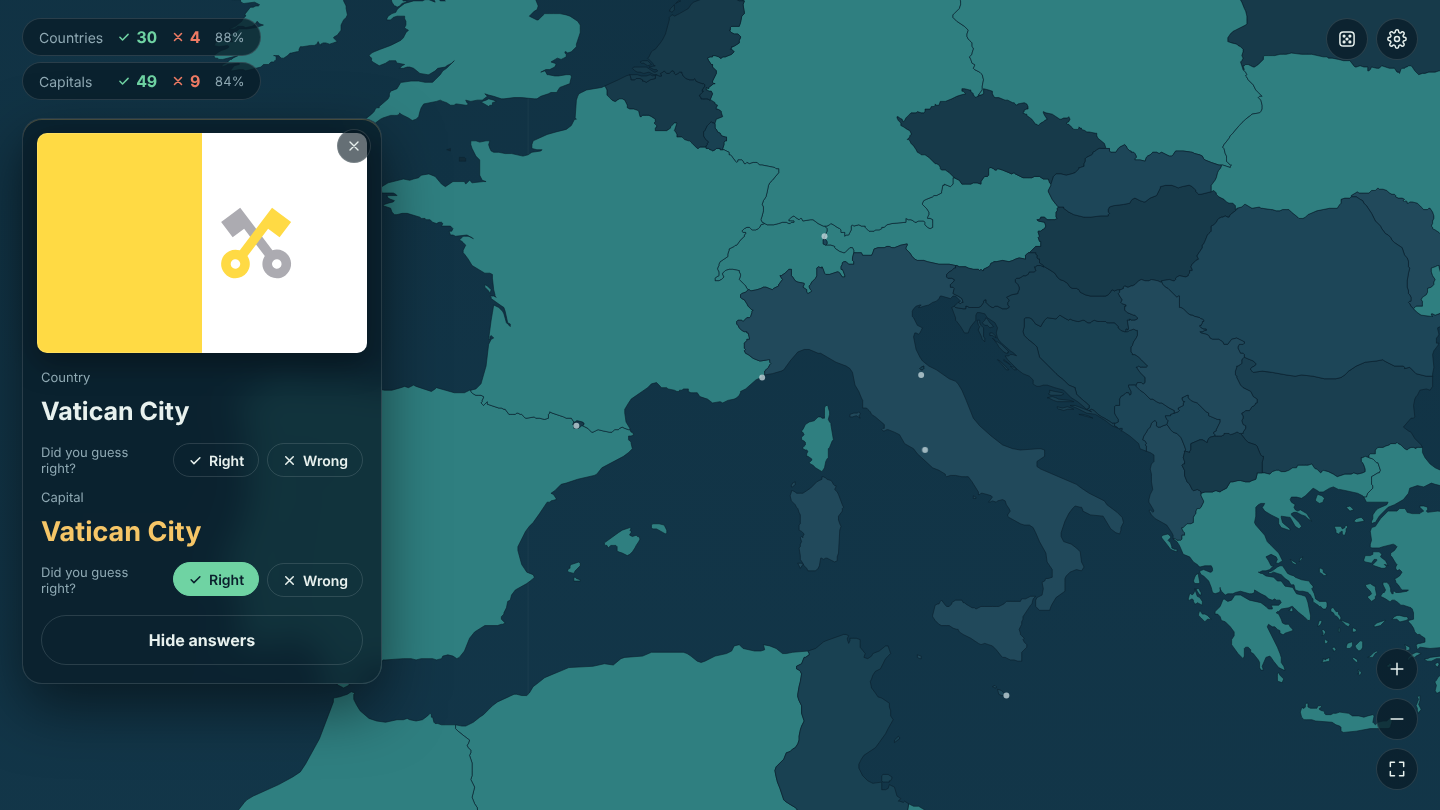 Countries 30 4 88%
Capitals 49 9 84%
Country
Vatican City
Did you guess
right?
Right
Wrong
Capital
Vatican City
Did you guess
right?
Right
Wrong
Hide answers